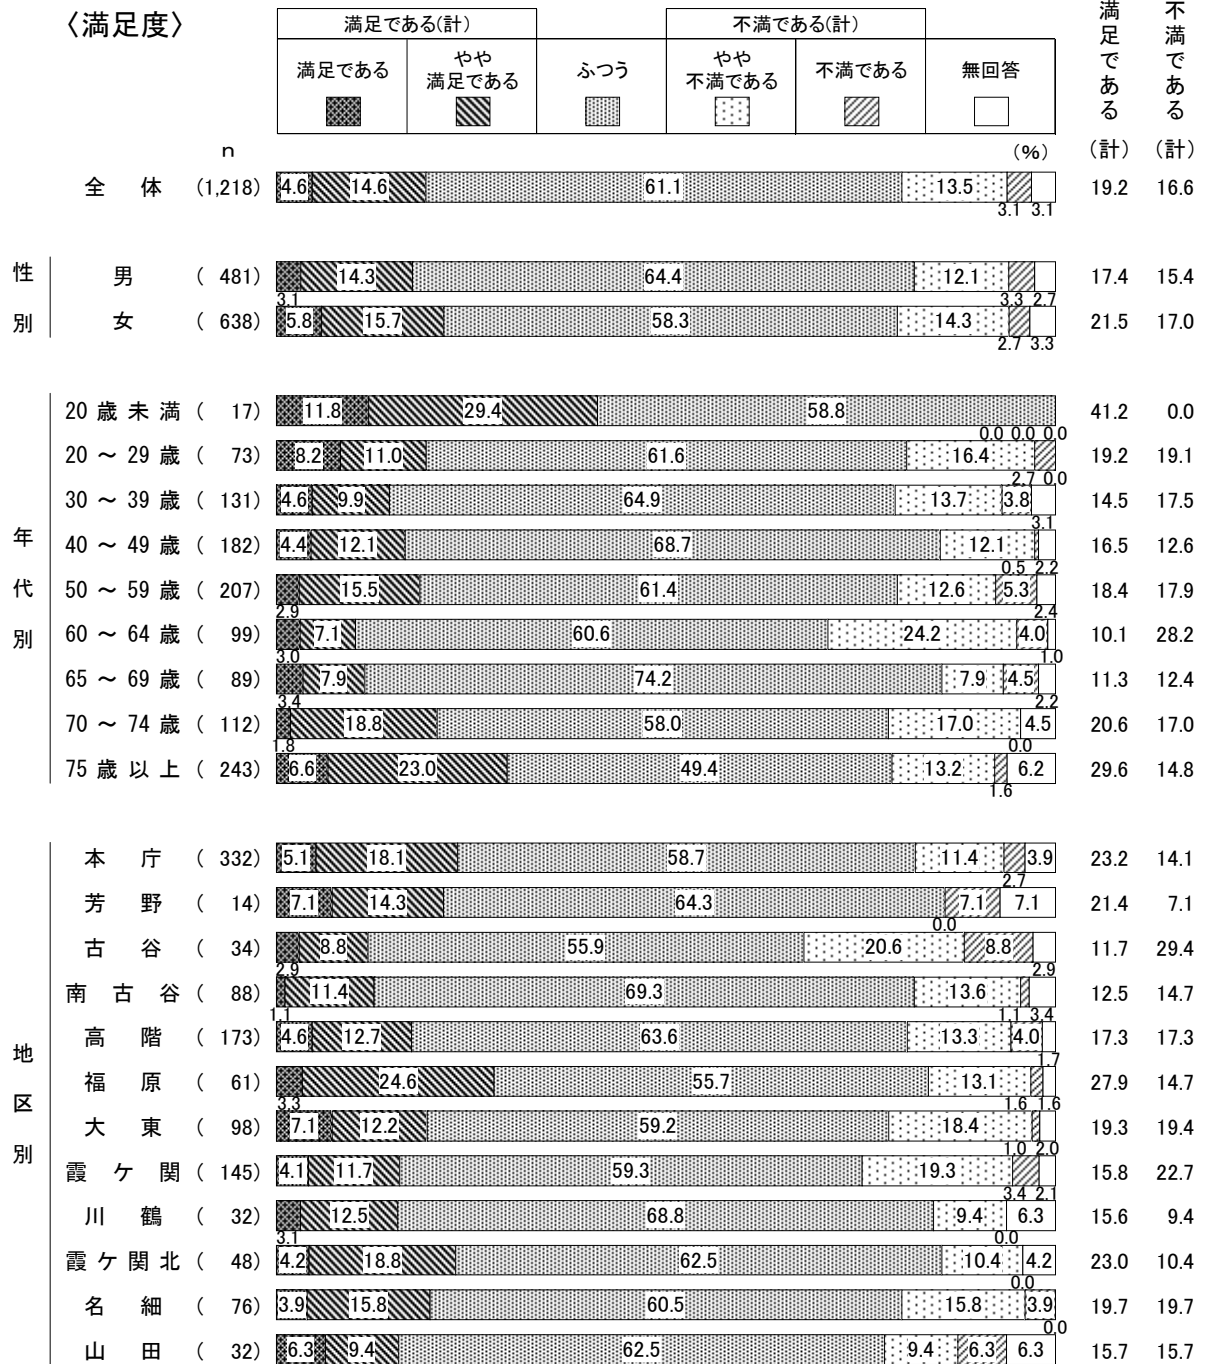 〈満足度〉
満足である(計) 不満である(計)
満足である やや満足である ふつう やや不満である 不満である 無回答
満足である(計) 不満である(計)
n (%)
全体 (1,218) 4.6 14.6 61.1 13.5 3.1 3.1 19.2 16.6
性別
男 (481) 3.1 14.3 64.4 12.1 3.3 2.7 17.4 15.4
女 (638) 5.8 15.7 58.3 14.3 2.7 3.3 21.5 17.0
年代別
20歳未満 (17) 11.8 29.4 58.8 0.0 0.0 0.0 41.2 0.0
20～29歳 (73) 8.2 11.0 61.6 16.4 2.7 0.0 19.2 19.1
30～39歳 (131) 4.6 9.9 64.9 13.7 3.8 3.1 14.5 17.5
40～49歳 (182) 4.4 12.1 68.7 12.1 0.5 2.2 16.5 12.6
50～59歳 (207) 2.9 15.5 61.4 12.6 5.3 2.4 18.4 17.9
60～64歳 (99) 3.0 7.1 60.6 24.2 4.0 1.0 10.1 28.2
65～69歳 (89) 3.4 7.9 74.2 7.9 4.5 2.2 11.3 12.4
70～74歳 (112) 1.8 18.8 58.0 17.0 0.0 4.5 20.6 17.0
75歳以上 (243) 6.6 23.0 49.4 13.2 1.6 6.2 29.6 14.8
地区別
本庁 (332) 5.1 18.1 58.7 11.4 2.7 3.9 23.2 14.1
芳野 (14) 7.1 14.3 64.3 0.0 7.1 7.1 21.4 7.1
古谷 (34) 2.9 8.8 55.9 20.6 8.8 2.9 11.7 29.4
南古谷 (88) 1.1 11.4 69.3 13.6 1.1 3.4 12.5 14.7
高階 (173) 4.6 12.7 63.6 13.3 4.0 1.7 17.3 17.3
福原 (61) 3.3 24.6 55.7 13.1 1.6 1.6 27.9 14.7
大東 (98) 7.1 12.2 59.2 18.4 1.0 2.0 19.3 19.4
霞ケ関 (145) 4.1 11.7 59.3 19.3 3.4 2.1 15.8 22.7
川鶴 (32) 3.1 12.5 68.8 9.4 0.0 6.3 15.6 9.4
霞ケ関北 (48) 4.2 18.8 62.5 10.4 0.0 4.2 23.0 10.4
名細 (76) 3.9 15.8 60.5 15.8 3.9 0.0 19.7 19.7
山田 (32) 6.3 9.4 62.5 9.4 6.3 6.3 15.7 15.7